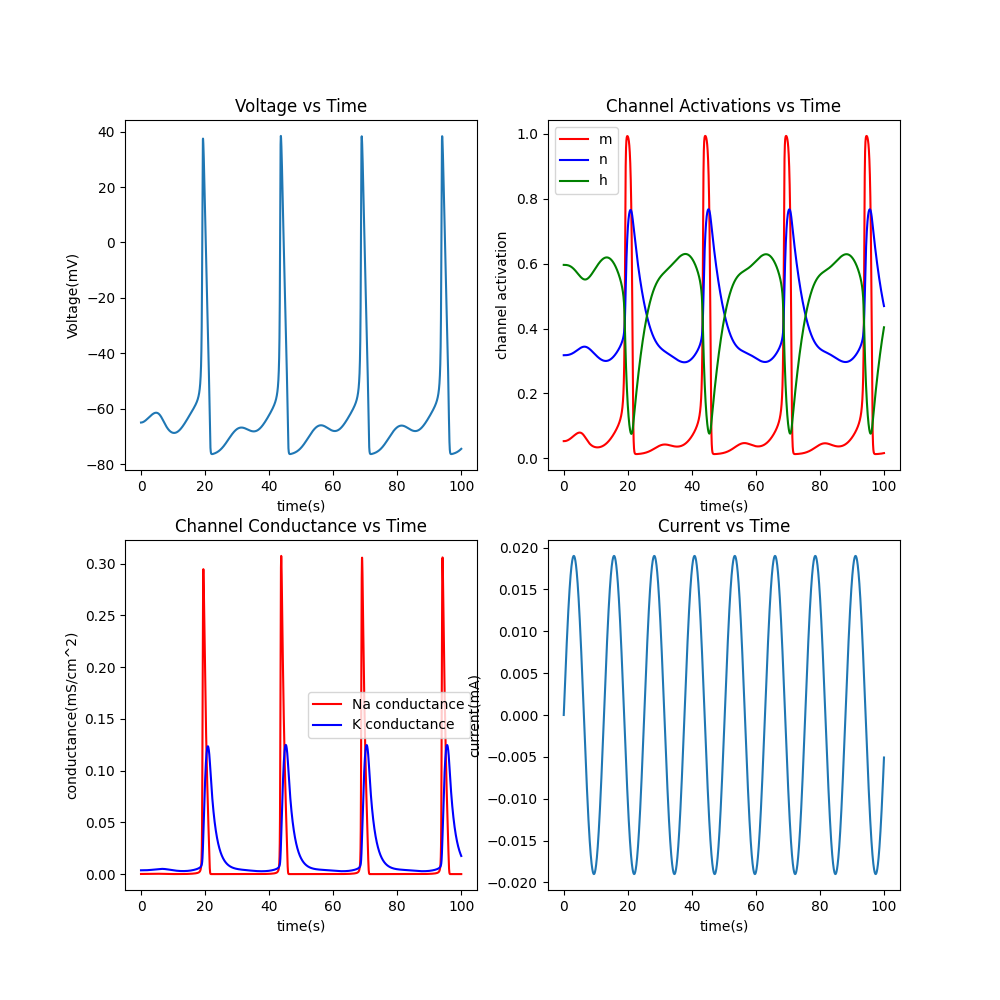 Voltage vs Time
Voltage(mV)
40
20
0
−20
−40
−60
−80
0 20 40 60 80 100
time(s)
Channel Activations vs Time
channel activation
1.0
0.8
0.6
0.4
0.2
0.0
m
n
h
0 20 40 60 80 100
time(s)
Channel Conductance vs Time
conductance(mS/cm^2)
0.30
0.25
0.20
0.15
0.10
0.05
0.00
Na conductance
K conductance
0 20 40 60 80 100
time(s)
Current vs Time
current(mA)
0.020
0.015
0.010
0.005
0.000
−0.005
−0.010
−0.015
−0.020
0 20 40 60 80 100
time(s)